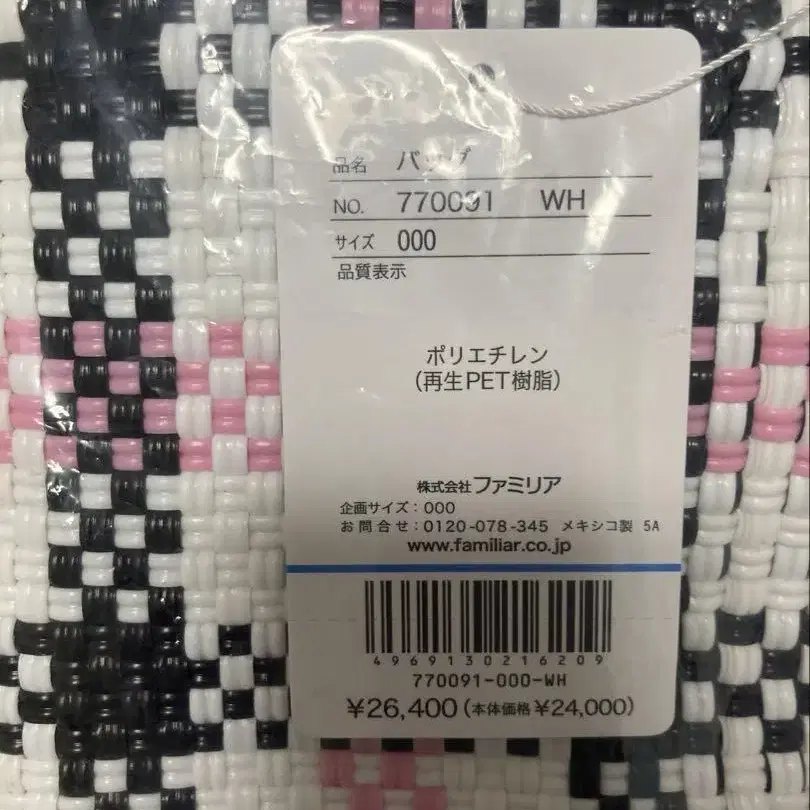 品名 バッグ
NO. 770091 WH
サイズ 000
品質表示
ポリエチレン
(再生PET樹脂)
株式会社ファミリア
企画サイズ:000
お問合せ:0120-078-345 メキシコ製 5A
www.familiar.co.jp
4969130216209
770091-000-WH
¥26,400(本体価格¥24,000)